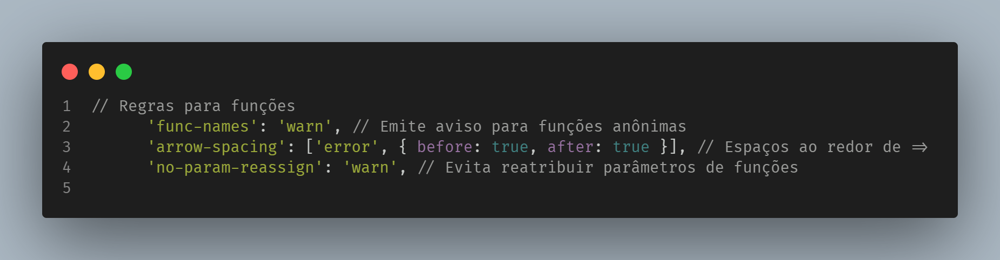 1 // Regras para funções
2 'func-names': 'warn', // Emite aviso para funções anônimas
3 'arrow-spacing': ['error', { before: true, after: true }], // Espaços ao redor de =>
4 'no-param-reassign': 'warn', // Evita reatribuir parâmetros de funções
5